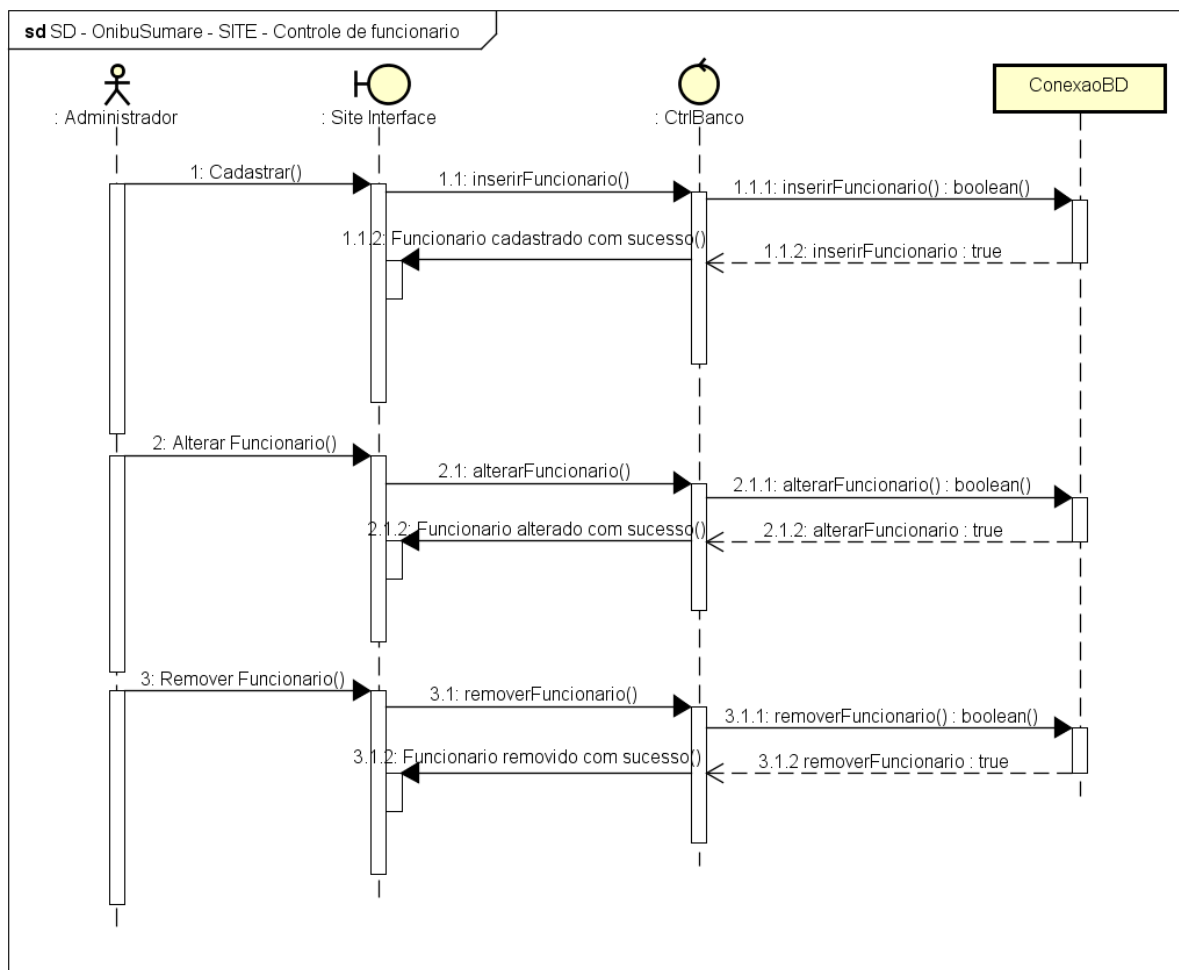 sd SD - OnibuSumare - SITE - Controle de funcionario
: Administrador
: Site Interface
: CtrlBanco
ConexaoBD
1: Cadastrar()
1.1: inserirFuncionario()
1.1.1: inserirFuncionario() : boolean()
1.1.2: Funcionario cadastrado com sucesso()
1.1.2: inserirFuncionario : true
2: Alterar Funcionario()
2.1: alterarFuncionario()
2.1.1: alterarFuncionario() : boolean()
2.1.2: Funcionario alterado com sucesso()
2.1.2: alterarFuncionario : true
3: Remover Funcionario()
3.1: removerFuncionario()
3.1.1: removerFuncionario() : boolean()
3.1.2: Funcionario removido com sucesso()
3.1.2 removerFuncionario : true